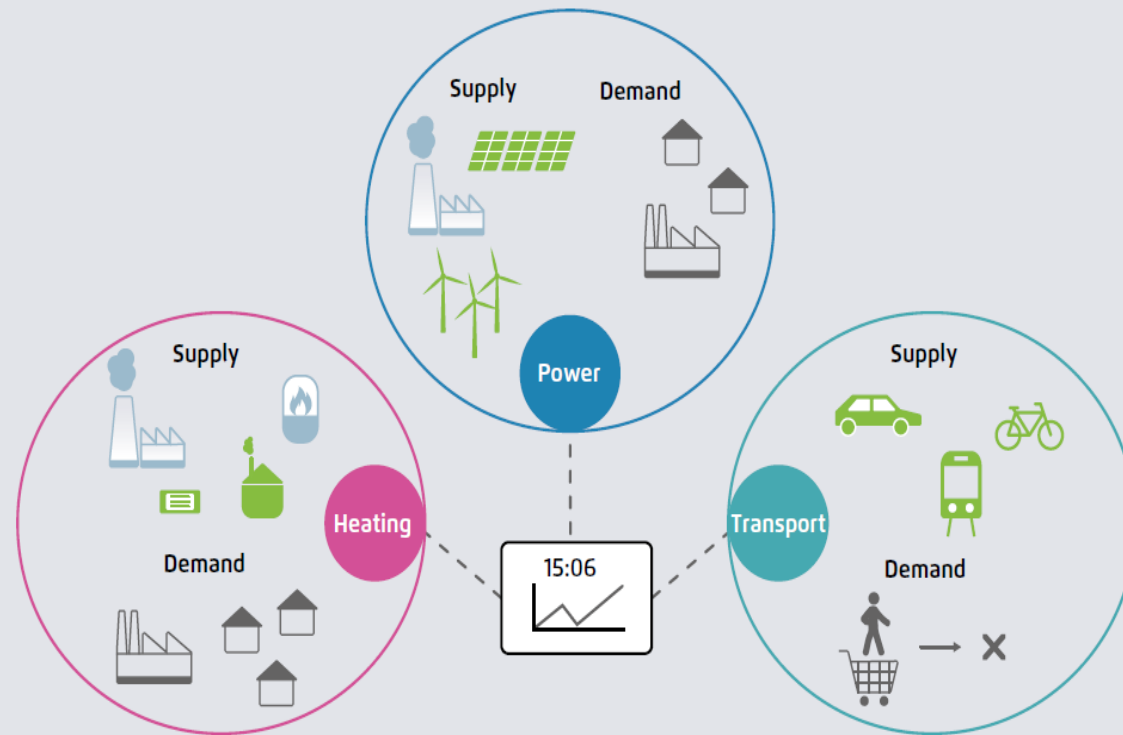 Supply
Demand
Power
Supply
Heating
Demand
15:06
Supply
Transport
Demand